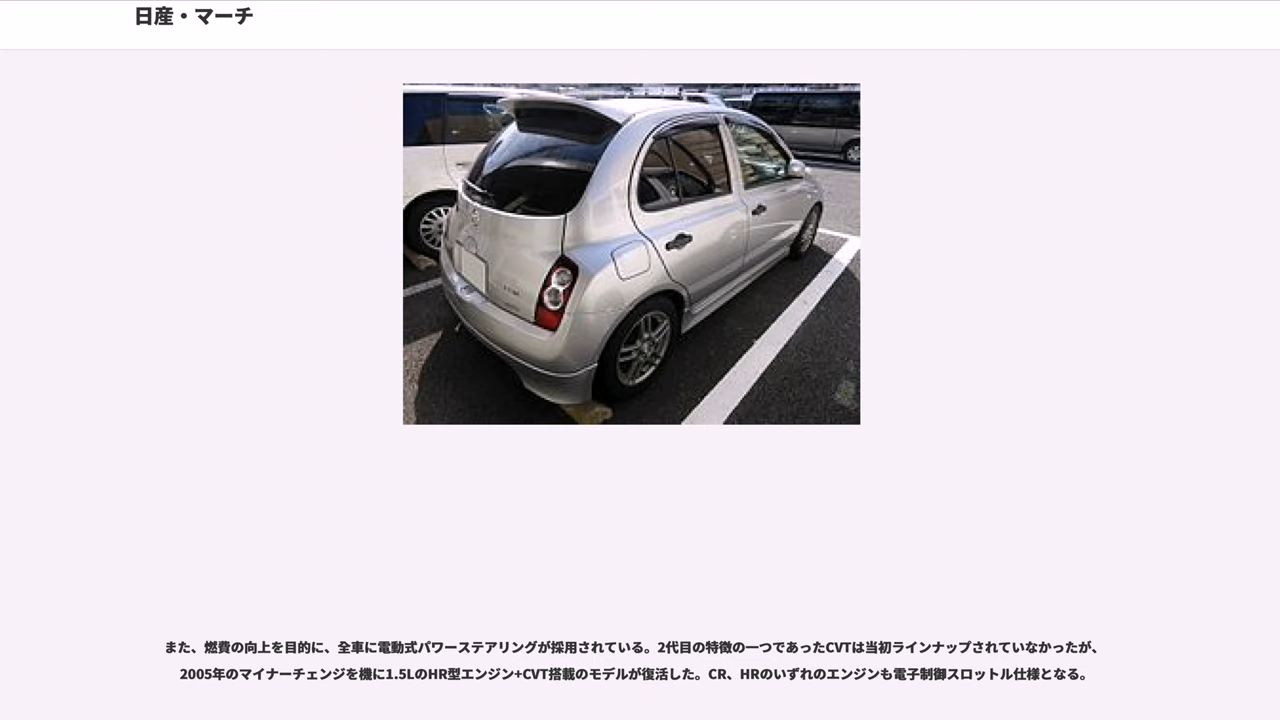 日産・マーチ
また、燃費の向上を目的に、全車に電動式パワーステアリングが採用されている。2代目の特徴の一つであったCVTは当初ラインナップされていなかったが、
2005年のマイナーチェンジを機に1.5LのHR型エンジン+CVT搭載のモデルが復活した。CR、HRのいずれのエンジンも電子制御スロットル仕様となる。